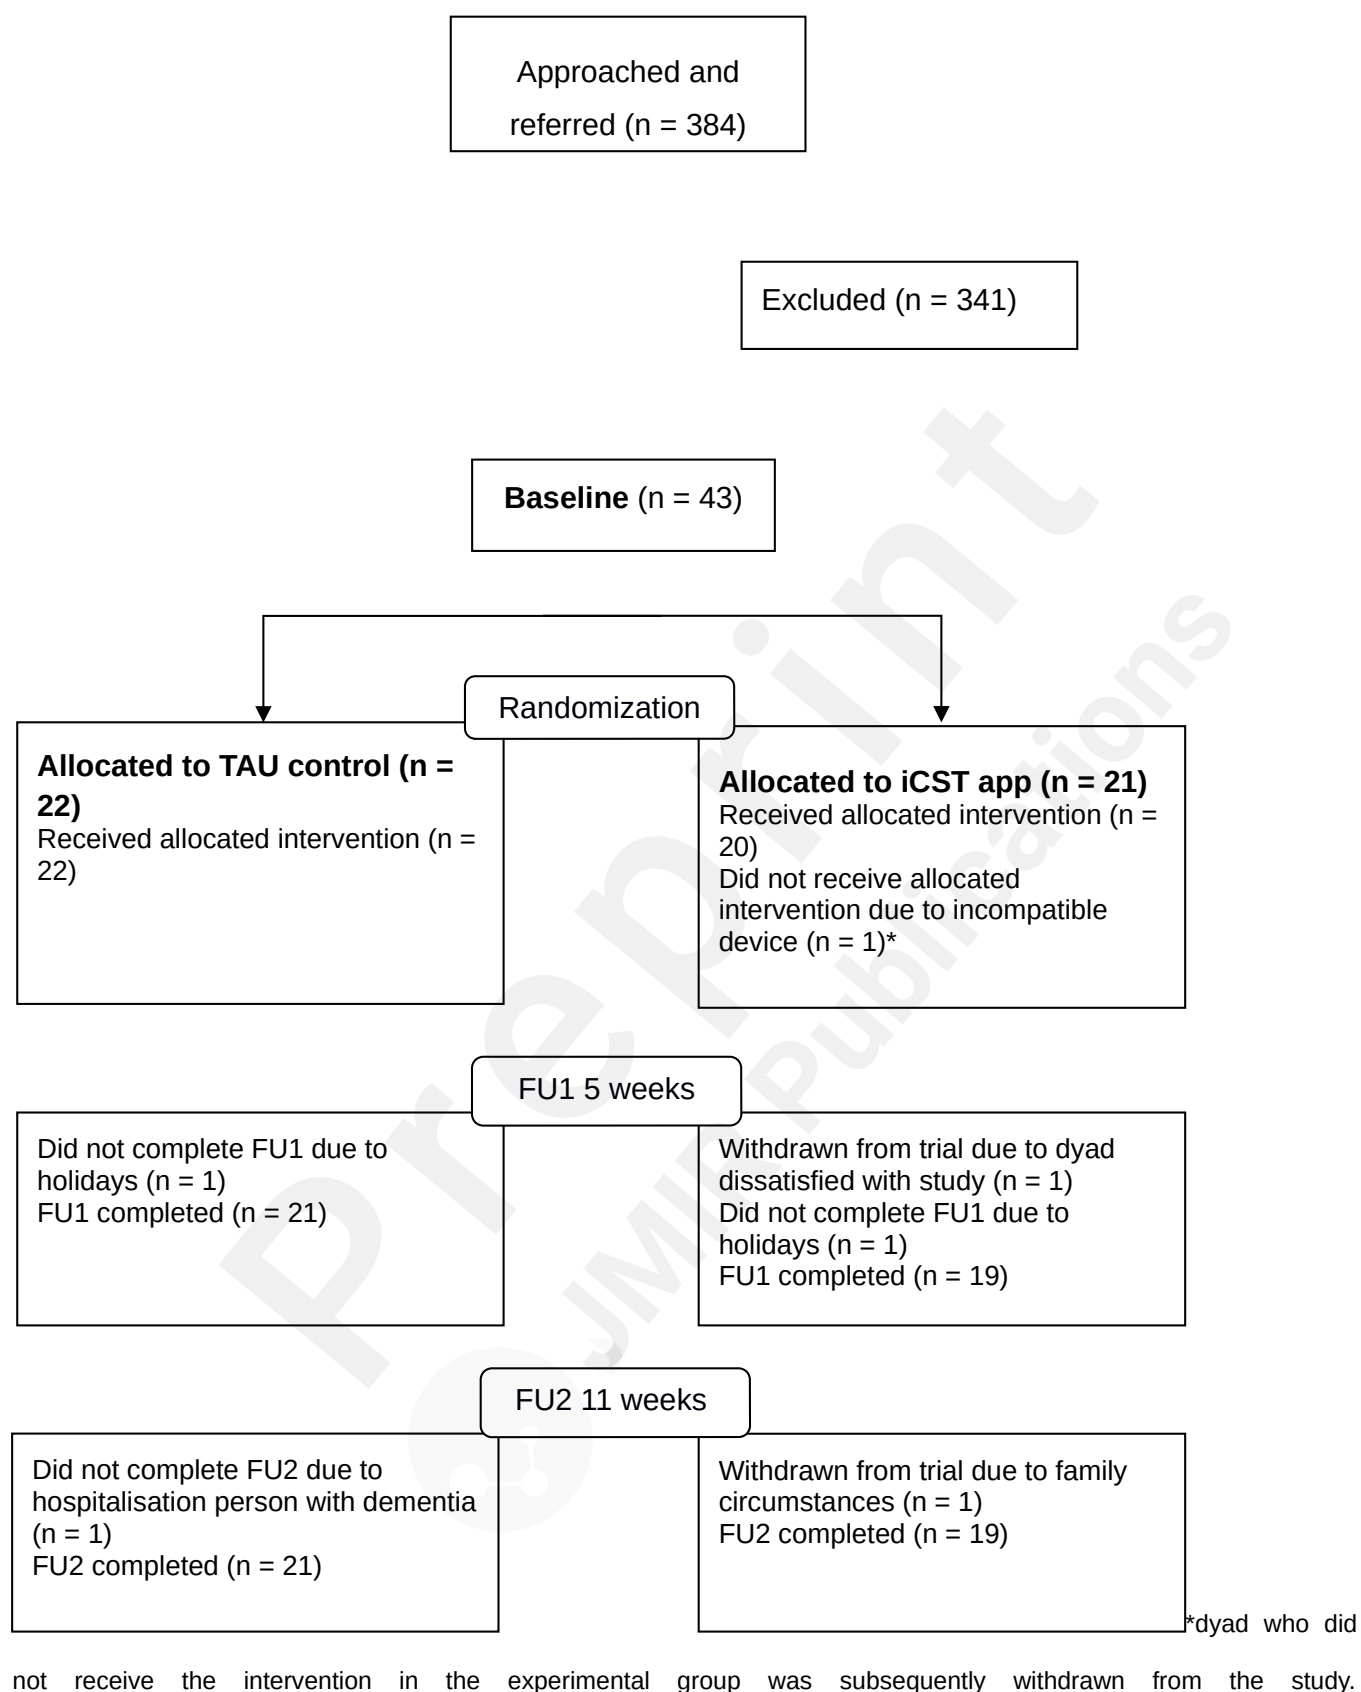 Approached and
referred (n = 384)
Excluded (n = 341)
Baseline (n = 43)
Randomization
Allocated to TAU control (n =
22)
Received allocated intervention (n =
22)
Allocated to iCST app (n = 21)
Received allocated intervention (n =
20)
Did not receive allocated
intervention due to incompatible
device (n = 1)*
FU1 5 weeks
Did not complete FU1 due to
holidays (n = 1)
FU1 completed (n = 21)
Withdrawn from trial due to dyad
dissatisfied with study (n = 1)
Did not complete FU1 due to
holidays (n = 1)
FU1 completed (n = 19)
FU2 11 weeks
Did not complete FU2 due to
hospitalisation person with dementia
(n = 1)
FU2 completed (n = 21)
Withdrawn from trial due to family
circumstances (n = 1)
FU2 completed (n = 19)
*dyad who did
not receive the intervention in the experimental group was subsequently withdrawn from the study.
Preprint
JMIR Publications